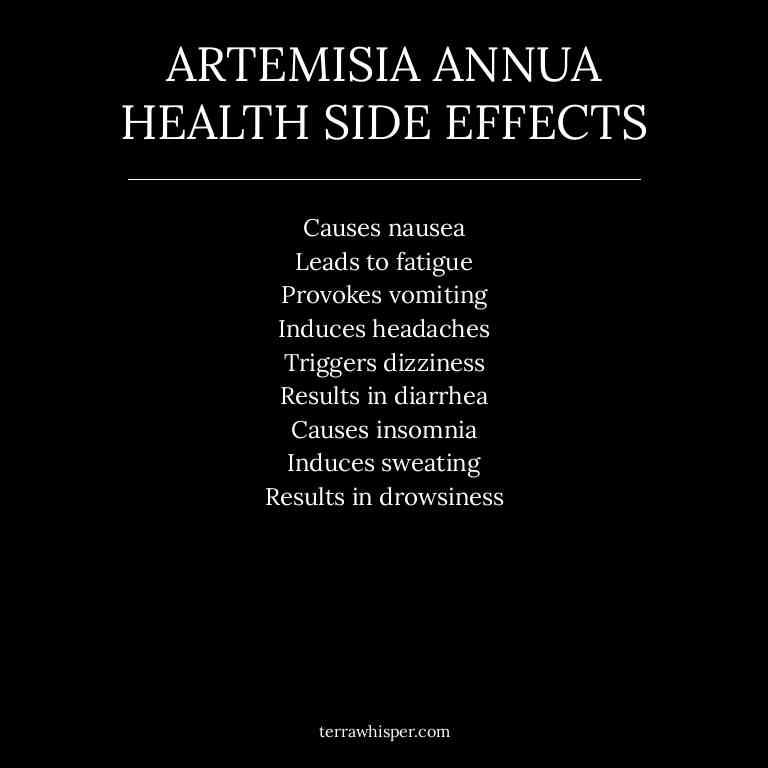 ARTEMISIA ANNUA
HEALTH SIDE EFFECTS
Causes nausea
Leads to fatigue
Provokes vomiting
Induces headaches
Triggers dizziness
Results in diarrhea
Causes insomnia
Induces sweating
Results in drowsiness
terrawhisper.com